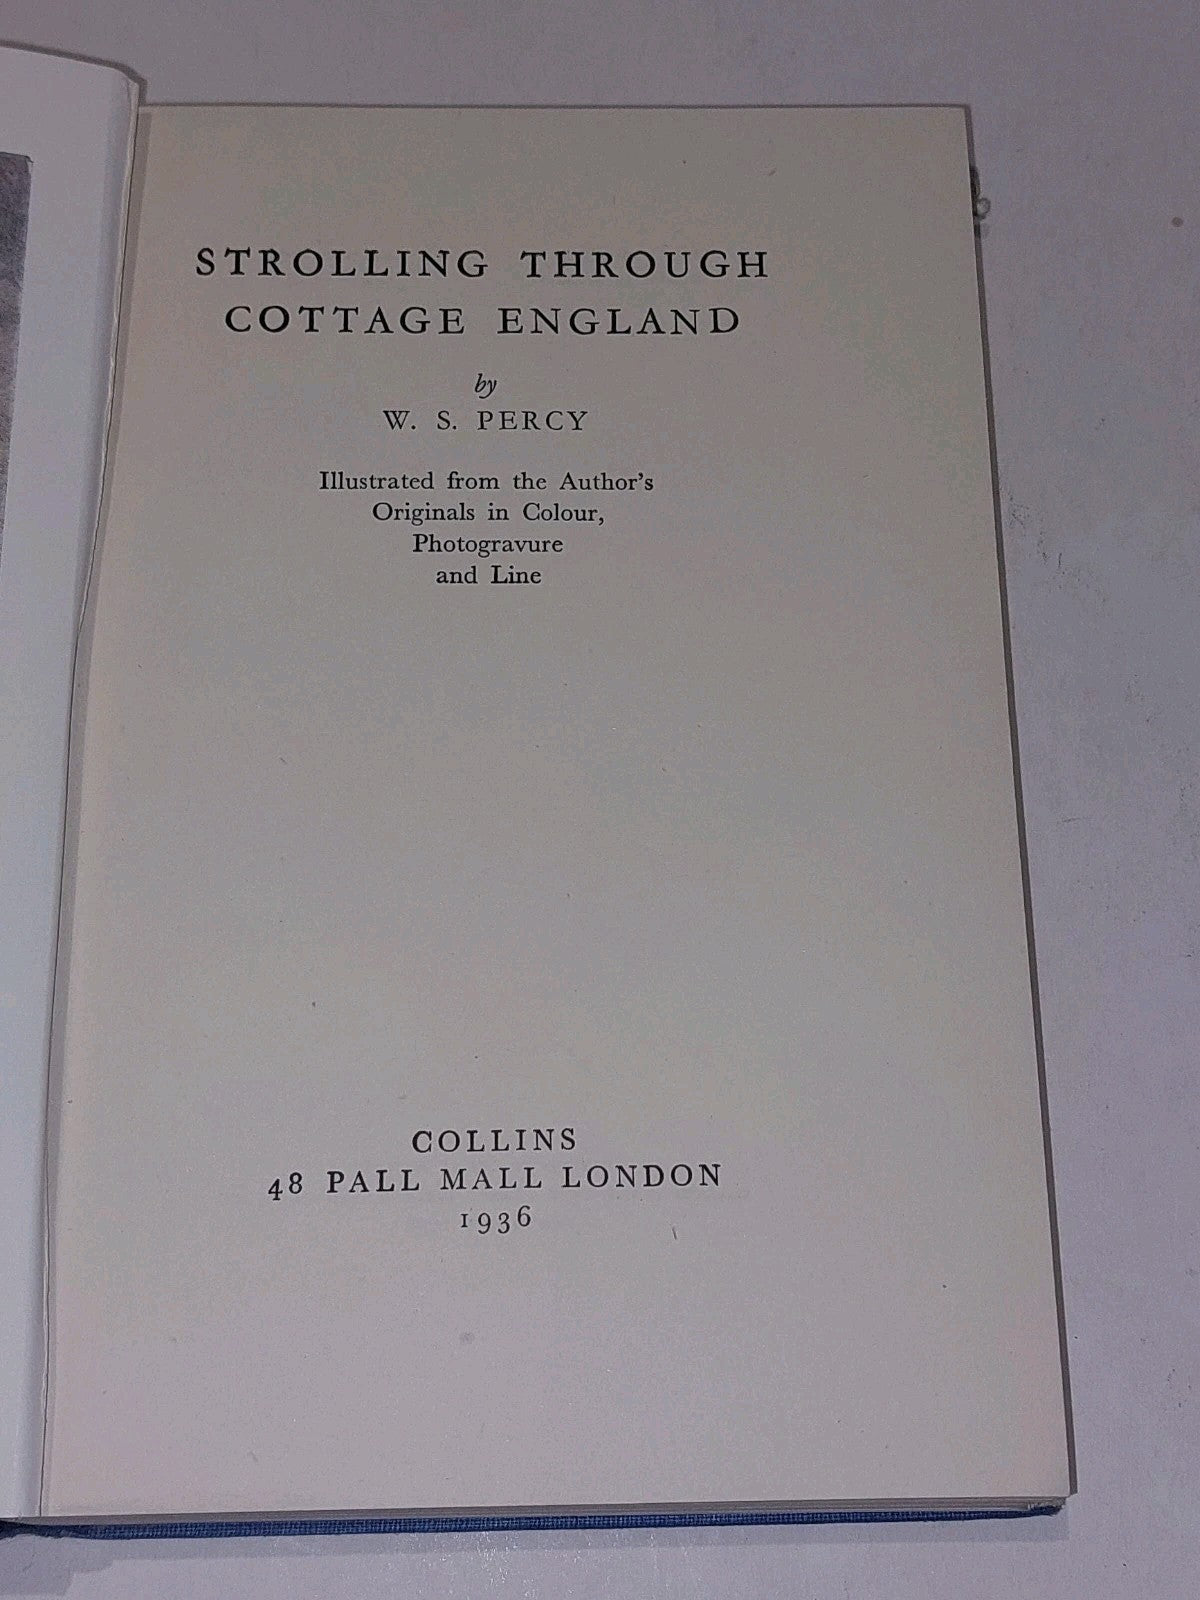 STROLLING THROUGH
COTTAGE ENGLAND
by
W. S. PERCY
Illustrated from the Author's
Originals in Colour,
Photogravure
and Line
COLLINS
48 PALL MALL LONDON
1936